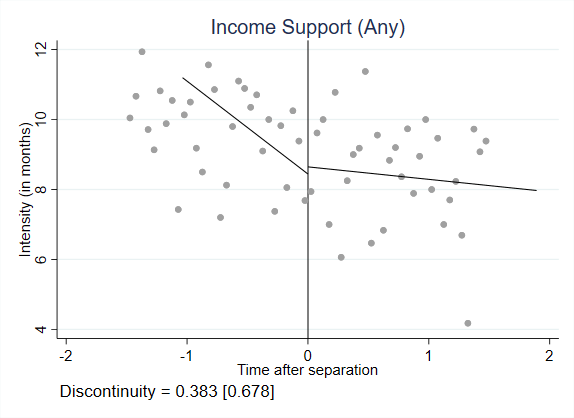 Income Support (Any)
Intensity (in months)
12
10
8
6
4
-2 -1 0 1 2
Time after separation
Discontinuity = 0.383 [0.678]